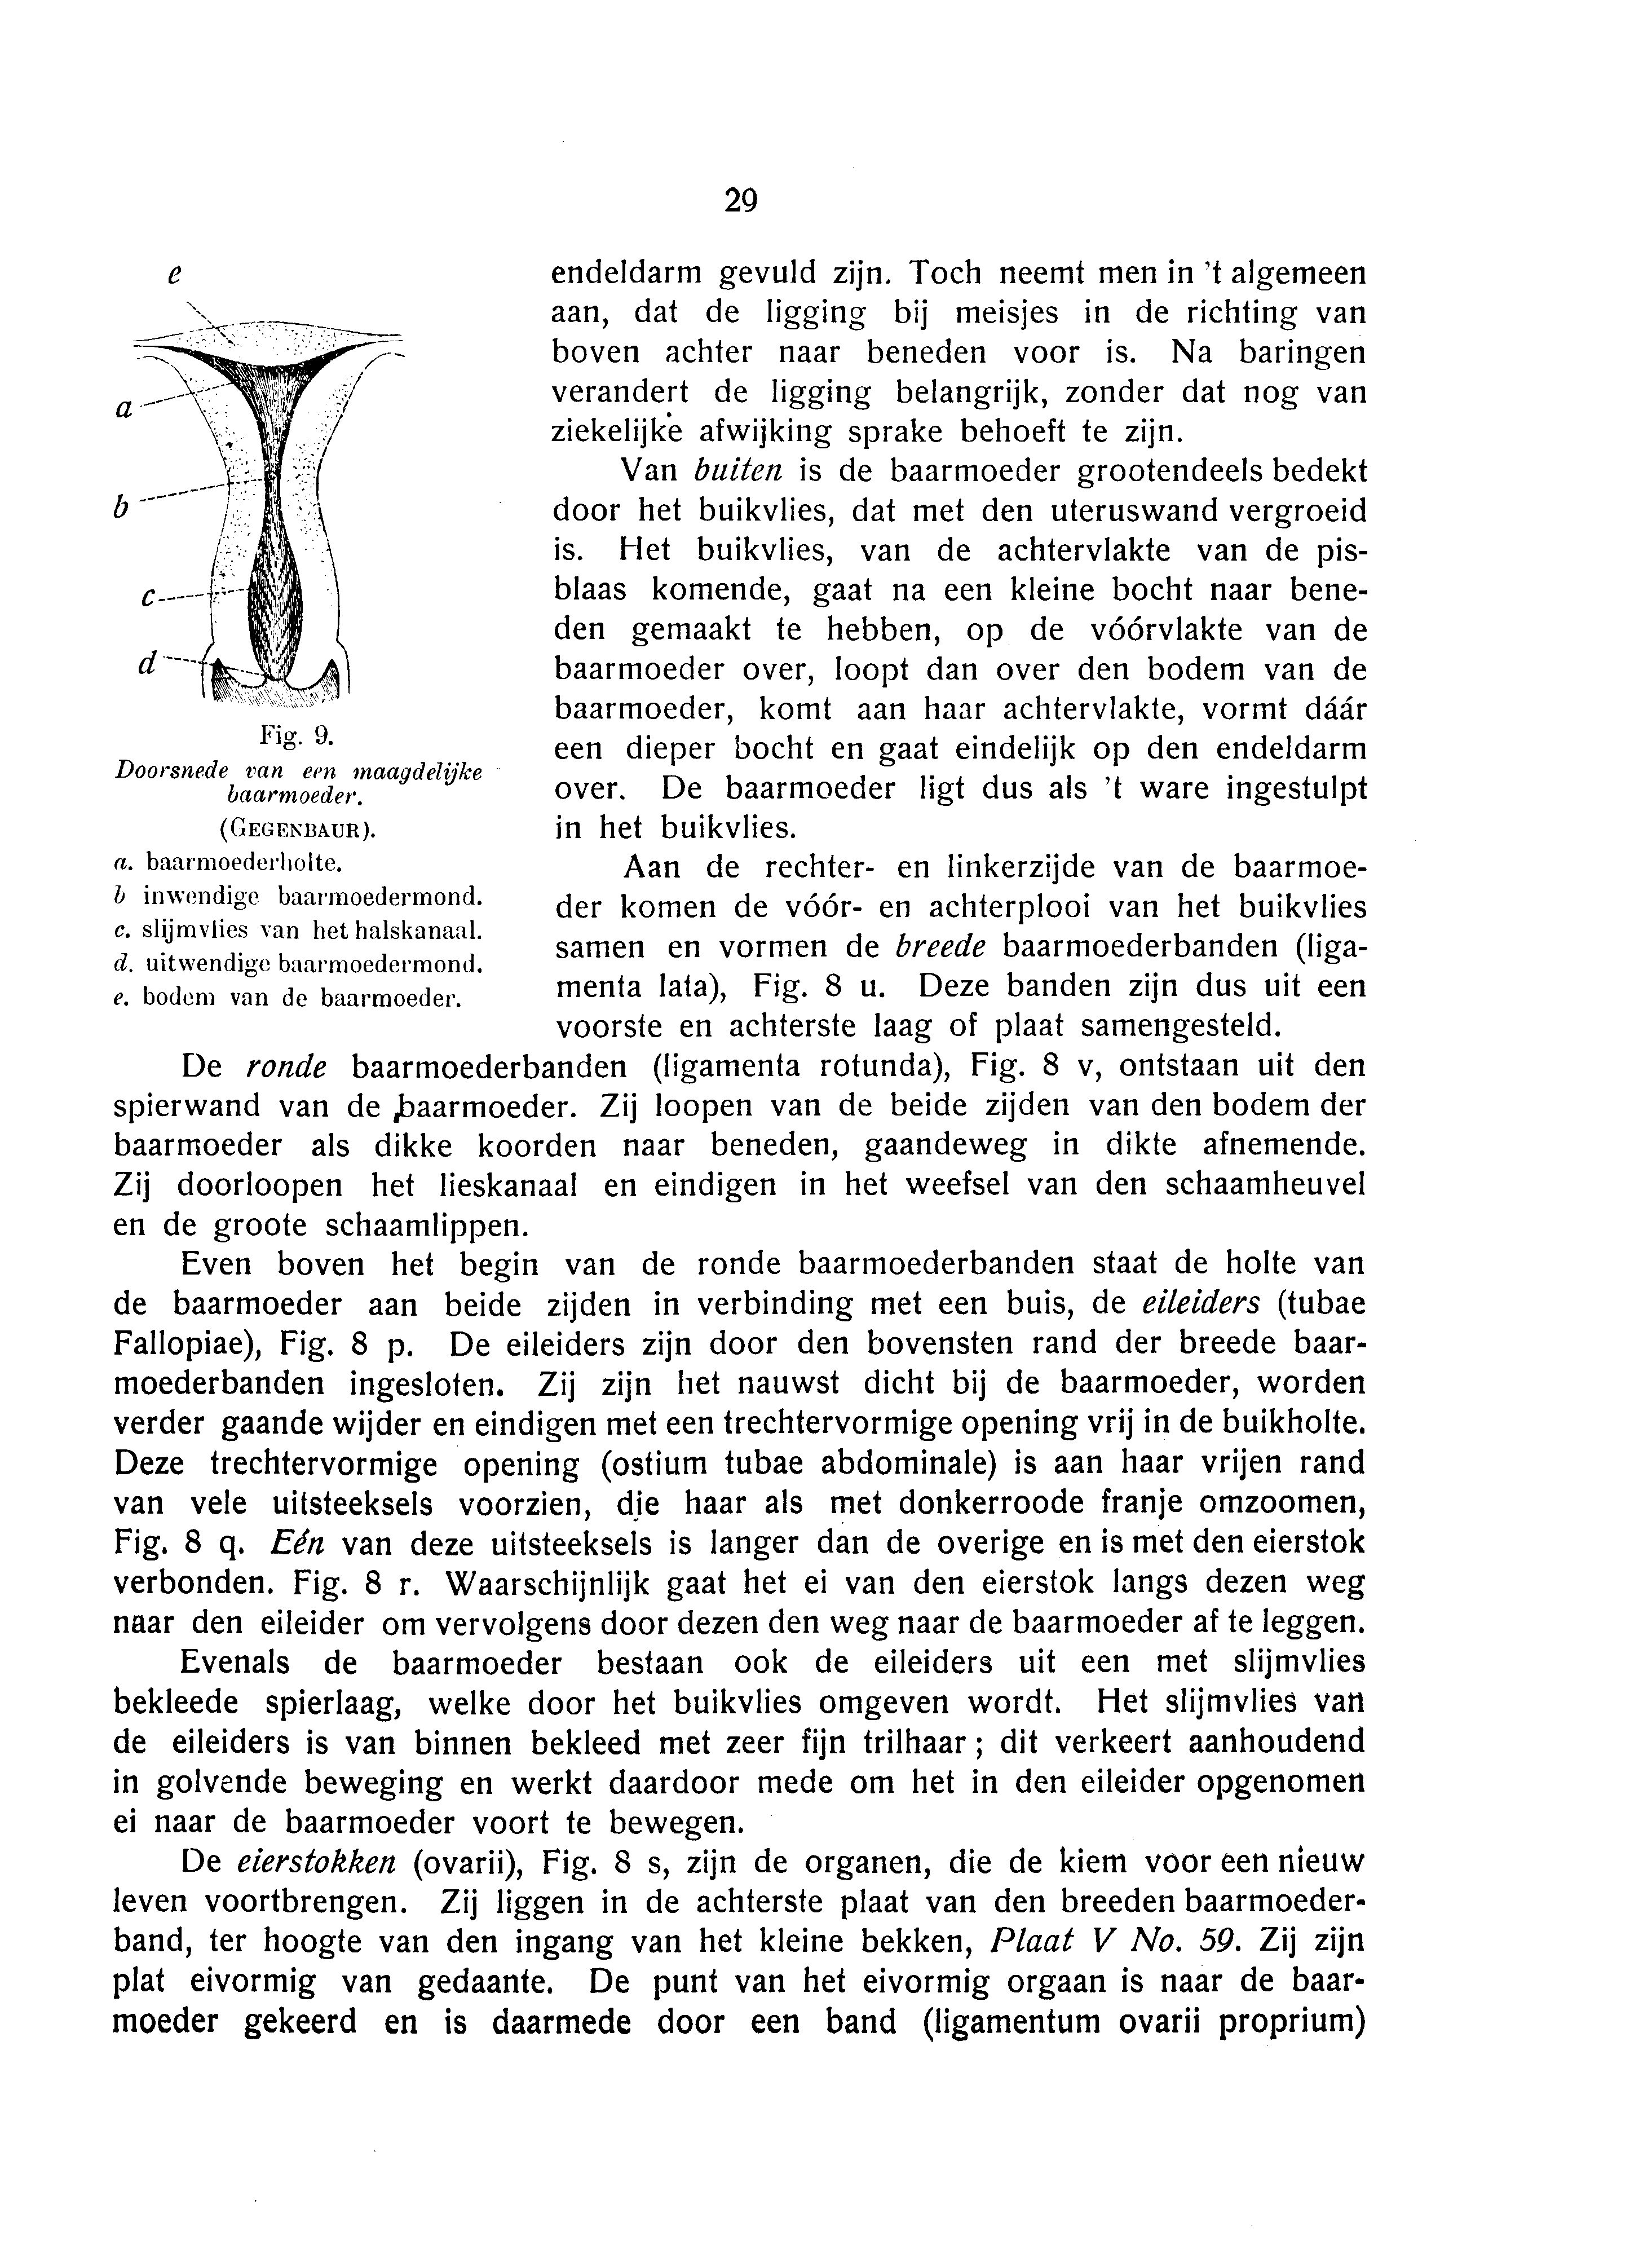 29
e
a
b
c
d
Fig. 9.
Doorsnede van een maagdelijke
baarmoeder.
(GEGENBAUR).
a. baarmoederholte.
b inwendige baarmoedermond.
c. slijmvlies van het halskanaal.
d. uitwendige baarmoedermond.
e. bodem van de baarmoeder.
endeldarm gevuld zijn. Toch neemt men in 't algemeen
aan, dat de ligging bij meisjes in de richting van
boven achter naar beneden voor is. Na baringen
verandert de ligging belangrijk, zonder dat nog van
ziekelijke afwijking sprake behoeft te zijn.
Van buiten is de baarmoeder grootendeels bedekt
door het buikvlies, dat met den uteruswand vergroeid
is. Het buikvlies, van de achtervlakte van de pis-
blaas komende, gaat na een kleine bocht naar bene-
den gemaakt te hebben, op de vóórvlakte van de
baarmoeder over, loopt dan over den bodem van de
baarmoeder, komt aan haar achtervlakte, vormt dáár
een dieper bocht en gaat eindelijk op den endeldarm
over. De baarmoeder ligt dus als 't ware ingestulpt
in het buikvlies.
Aan de rechter- en linkerzijde van de baarmoe-
der komen de vóór- en achterplooi van het buikvlies
samen en vormen de breede baarmoederbanden (liga-
menta lata), Fig. 8 u. Deze banden zijn dus uit een
voorste en achterste laag of plaat samengesteld.
De ronde baarmoederbanden (ligamenta rotunda), Fig. 8 v, ontstaan uit den
spierwand van de baarmoeder. Zij loopen van de beide zijden van den bodem der
baarmoeder als dikke koorden naar beneden, gaandeweg in dikte afnemende.
Zij doorloopen het lieskanaal en eindigen in het weefsel van den schaamheuvel
en de groote schaamlippen.
Even boven het begin van de ronde baarmoederbanden staat de holte van
de baarmoeder aan beide zijden in verbinding met een buis, de eileiders (tubae
Fallopiae), Fig. 8 p. De eileiders zijn door den bovensten rand der breede baar-
moederbanden ingesloten. Zij zijn het nauwst dicht bij de baarmoeder, worden
verder gaande wijder en eindigen met een trechtervormige opening vrij in de buikholte.
Deze trechtervormige opening (ostium tubae abdominale) is aan haar vrijen rand
van vele uitsteeksels voorzien, die haar als met donkerroode franje omzoomen,
Fig. 8 q. Eén van deze uitsteeksels is langer dan de overige en is met den eierstok
verbonden. Fig. 8 r. Waarschijnlijk gaat het ei van den eierstok langs dezen weg
naar den eileider om vervolgens door dezen den weg naar de baarmoeder af te leggen.
Evenals de baarmoeder bestaan ook de eileiders uit een met slijmvlies
bekleede spierlaag, welke door het buikvlies omgeven wordt. Het slijmvlies van
de eileiders is van binnen bekleed met zeer fijn trilhaar; dit verkeert aanhoudend
in golvende beweging en werkt daardoor mede om het in den eileider opgenomen
ei naar de baarmoeder voort te bewegen.
De eierstokken (ovarii), Fig. 8 s, zijn de organen, die de kiem voor een nieuw
leven voortbrengen. Zij liggen in de achterste plaat van den breeden baarmoeder-
band, ter hoogte van den ingang van het kleine bekken, Plaat V No. 59. Zij zijn
plat eivormig van gedaante. De punt van het eivormig orgaan is naar de baar-
moeder gekeerd en is daarmede door een band (ligamentum ovarii proprium)